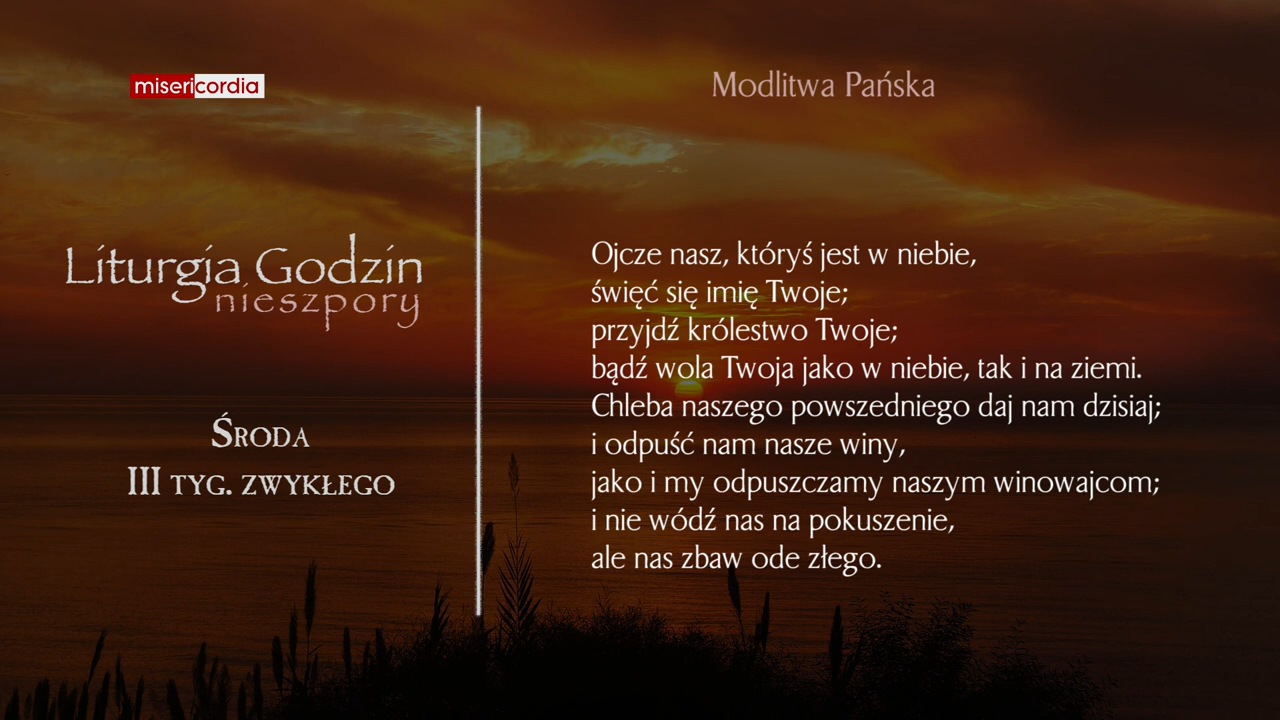 misericordia
Liturgia Godzin
nieszpory
Środa
III tyg. zwykłego
Modlitwa Pańska
Ojcze nasz, któryś jest w niebie,
święć się imię Twoje;
przyjdź królestwo Twoje;
bądź wola Twoja jako w niebie, tak i na ziemi.
Chleba naszego powszedniego daj nam dzisiaj;
i odpuść nam nasze winy,
jako i my odpuszczamy naszym winowajcom;
i nie wódź nas na pokuszenie,
ale nas zbaw ode złego.